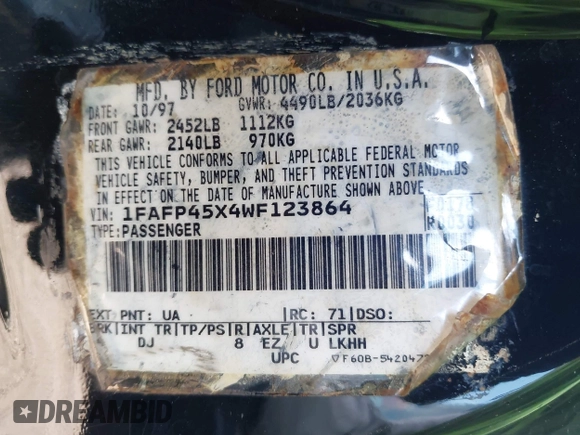 MFD. BY FORD MOTOR CO. IN U.S.A.
DATE: 10/97 GVWR: 4490LB/2036KG
FRONT GAWR: 2452LB 1112KG
REAR GAWR: 2140LB 970KG
THIS VEHICLE CONFORMS TO ALL APPLICABLE FEDERAL MOTOR
VEHICLE SAFETY, BUMPER, AND THEFT PREVENTION STANDARDS
IN EFFECT ON THE DATE OF MANUFACTURE SHOWN ABOVE.
VIN: 1FAFP45X4WF123864
TYPE: PASSENGER R0030
EXT PNT: UA RC: 71 DSO:
BRK INT TR TP/PS R AXLE TR SPR
DJ 8 EZ U LKHH
UPC
DREAMBID